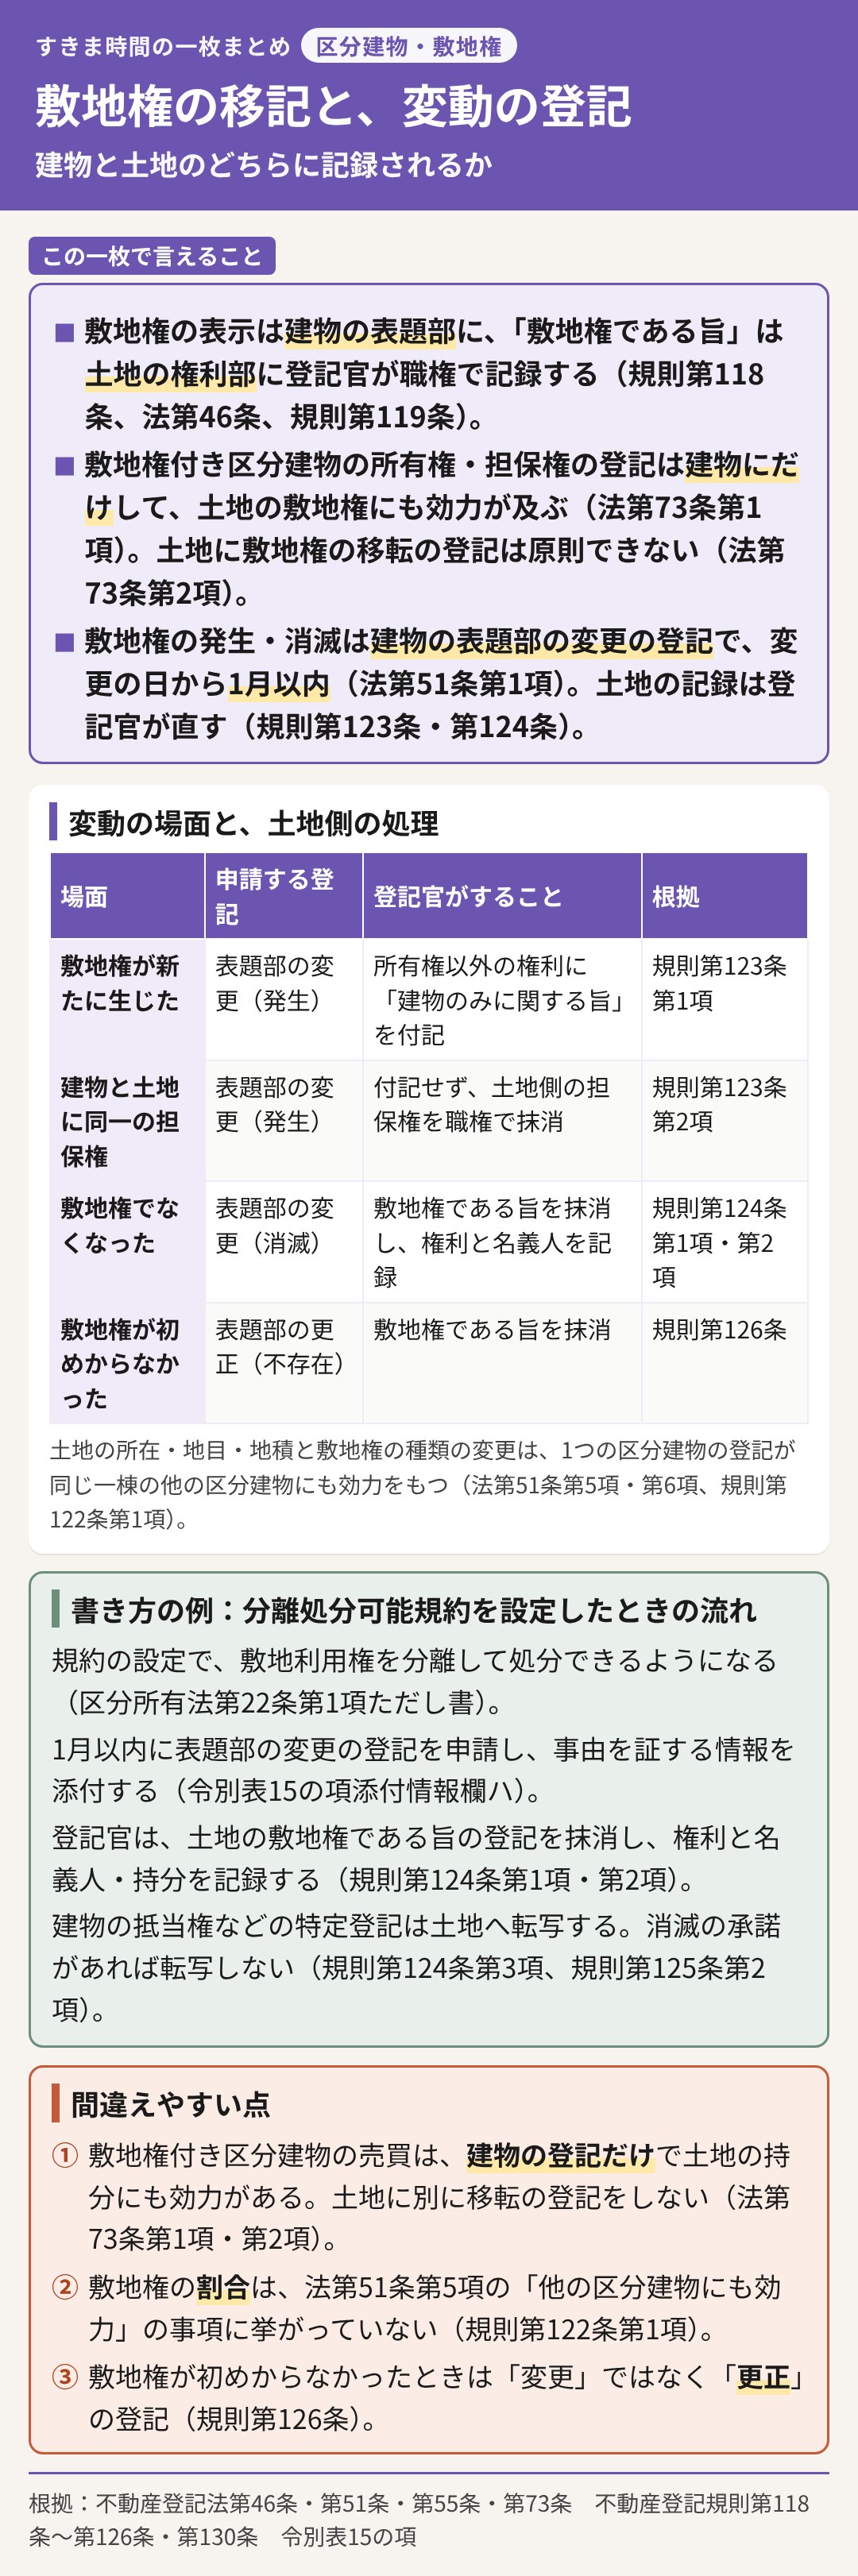 すきま時間の一枚まとめ 区分建物・敷地権
敷地権の移記と、変動の登記
建物と土地のどちらに記録されるか
この一枚で言えること
■ 敷地権の表示は建物の表題部に、「敷地権である旨」は
土地の権利部に登記官が職権で記録する（規則第118
条、法第46条、規則第119条）。
■ 敷地権付き区分建物の所有権・担保権の登記は建物にだ
けして、土地の敷地権にも効力が及ぶ（法第73条第1
項）。土地に敷地権の移転の登記は原則できない（法第
73条第2項）。
■ 敷地権の発生・消滅は建物の表題部の変更の登記で、変
更の日から1月以内（法第51条第1項）。土地の記録は登
記官が直す（規則第123条・第124条）。
変動の場面と、土地側の処理
場面 申請する登記 登記官がすること 根拠
敷地権が新たに生じた 表題部の変更（発生） 所有権以外の権利に「建物のみに関する旨」を付記 規則第123条第1項
建物と土地に同一の担保権 表題部の変更（発生） 付記せず、土地側の担保権を職権で抹消 規則第123条第2項
敷地権でなくなった 表題部の変更（消滅） 敷地権である旨を抹消し、権利と名義人を記録 規則第124条第1項・第2項
敷地権が初めからなかった 表題部の更正（不存在） 敷地権である旨を抹消 規則第126条
土地の所在・地目・地積と敷地権の種類の変更は、1つの区分建物の登記が
同じ一棟の他の区分建物にも効力をもつ（法第51条第5項・第6項、規則第
122条第1項）。
書き方の例：分離処分可能規約を設定したときの流れ
規約の設定で、敷地利用権を分離して処分できるようになる
（区分所有法第22条第1項ただし書）。
1月以内に表題部の変更の登記を申請し、事由を証する情報を
添付する（令別表15の項添付情報欄ハ）。
登記官は、土地の敷地権である旨の登記を抹消し、権利と名
義人・持分を記録する（規則第124条第1項・第2項）。
建物の抵当権などの特定登記は土地へ転写する。消滅の承諾
があれば転写しない（規則第124条第3項、規則第125条第2
項）。
間違えやすい点
① 敷地権付き区分建物の売買は、建物の登記だけで土地の持
分にも効力がある。土地に別に移転の登記をしない（法第
73条第1項・第2項）。
② 敷地権の割合は、法第51条第5項の「他の区分建物にも効
力」の事項に挙がっていない（規則第122条第1項）。
③ 敷地権が初めからなかったときは「変更」ではなく「更正」
の登記（規則第126条）。
根拠：不動産登記法第46条・第51条・第55条・第73条　不動産登記規則第118
条〜第126条・第130条　令別表15の項